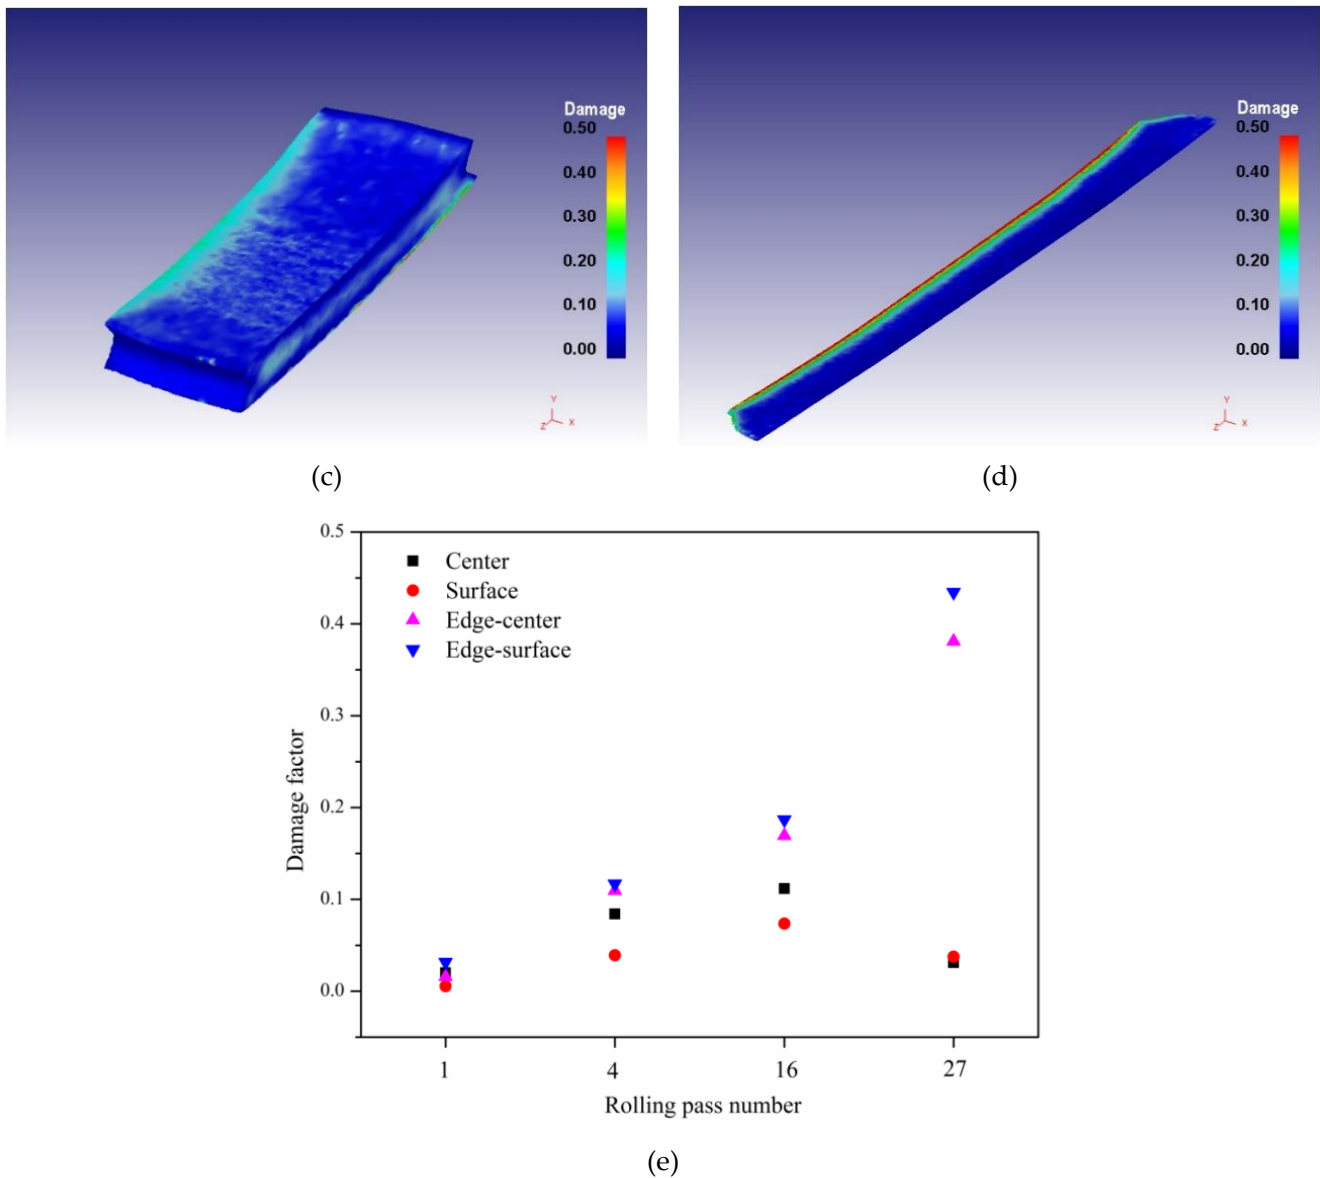 Damage
0.50
0.40
0.30
0.20
0.10
0.00
Y
Z X
Damage
0.50
0.40
0.30
0.20
0.10
0.00
Y
Z X
(c)
(d)
0.5
0.4
0.3
0.2
0.1
0.0
Damage factor
Center
Surface
Edge-center
Edge-surface
1 4 16 27
Rolling pass number
(e)